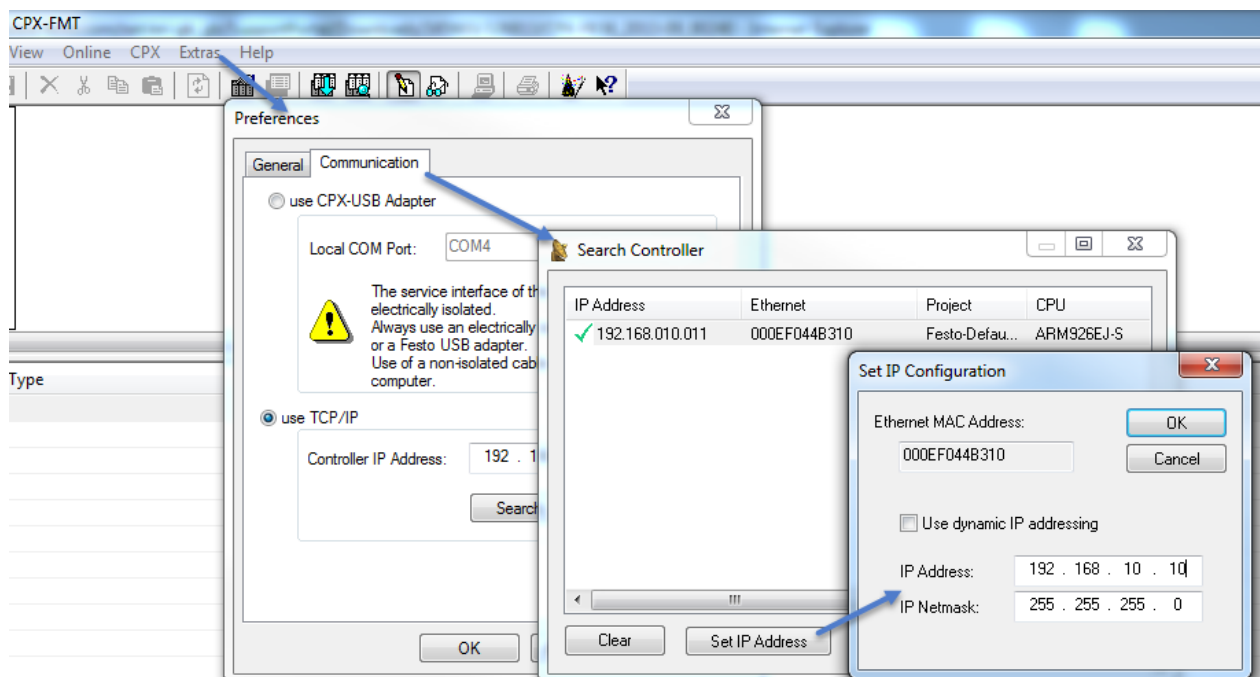 CPX-FMT
View Online CPX Extras Help
Preferences
General Communication
use CPX-USB Adapter
Local COM Port: COM4
The service interface of th
electrically isolated.
Always use an electrically
or a Festo USB adapter.
Use of a non-isolated cab
computer.
use TCP/IP
Controller IP Address: 192 . 1
Search
OK
Type
Search Controller
IP Address Ethernet Project CPU
192.168.010.011 000EF044B310 Festo-Defau... ARM926EJ-S
Clear Set IP Address
Set IP Configuration
Ethernet MAC Address:
000EF044B310
OK
Cancel
Use dynamic IP addressing
IP Address: 192 . 168 . 10 . 10
IP Netmask: 255 . 255 . 255 . 0